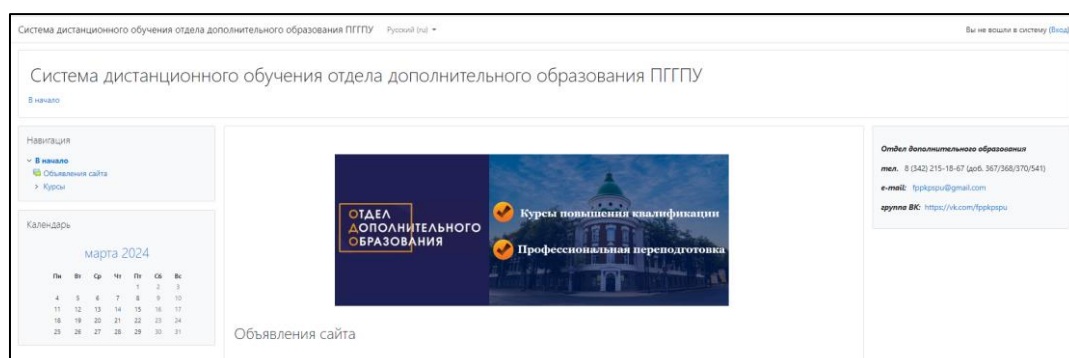 Система дистанционного обучения отдела дополнительного образования ПГГПУ Русский (ru)
Вы не вошли в систему (Вход)
Система дистанционного обучения отдела дополнительного образования ПГГПУ
В начало
Навигация
В начало
Объявления сайта
Курсы
Календарь
марта 2024
Пн Вт Ср Чт Пт Сб Вс
1 2 3
4 5 6 7 8 9 10
11 12 13 14 15 16 17
18 19 20 21 22 23 24
25 26 27 28 29 30 31
ОТДЕЛ
ДОПОЛНИТЕЛЬНОГО
ОБРАЗОВАНИЯ
Курсы повышения квалификации
Профессиональная переподготовка
Объявления сайта
Отдел дополнительного образования
тел. 8 (342) 215-18-67 (доб. 367/368/370/541)
e-mail: fppkpspu@gmail.com
группа ВК: https://vk.com/fppkpspu